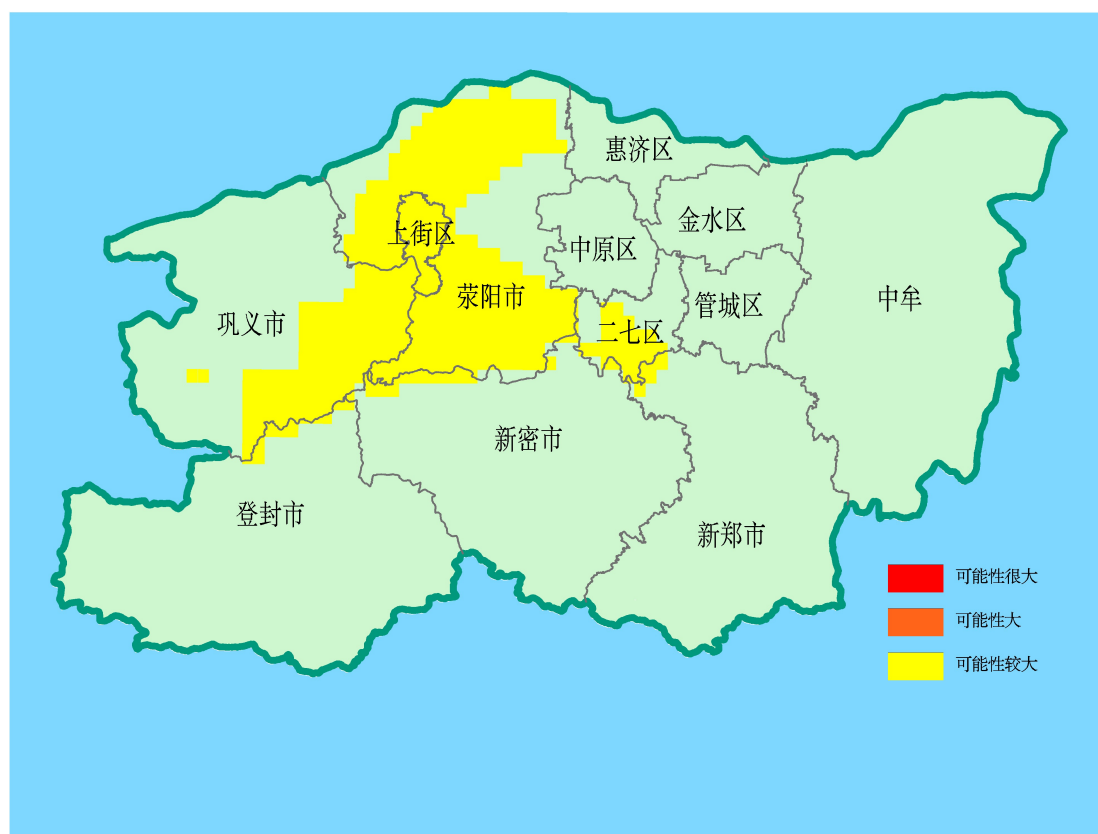 惠济区
金水区
上街区
中原区
荥阳市
管城区
中牟
巩义市
二七区
新密市
登封市
新郑市
可能性很大
可能性大
可能性较大